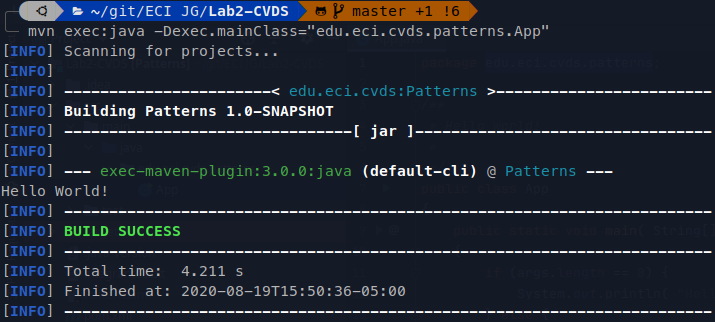 ~/git/ECI JG/Lab2-CVDS master +1 !6
mvn exec:java -Dexec.mainClass="edu.eci.cvds.patterns.App"
[INFO] Scanning for projects...
[INFO]
[INFO] -----------------------< edu.eci.cvds:Patterns >------------------------
[INFO] Building Patterns 1.0-SNAPSHOT
[INFO] --------------------------------[ jar ]---------------------------------
[INFO]
[INFO] --- exec-maven-plugin:3.0.0:java (default-cli) @ Patterns ---
Hello World!
[INFO] ------------------------------------------------------------------------
[INFO] BUILD SUCCESS
[INFO] ------------------------------------------------------------------------
[INFO] Total time:  4.211 s
[INFO] Finished at: 2020-08-19T15:50:36-05:00
[INFO] ------------------------------------------------------------------------